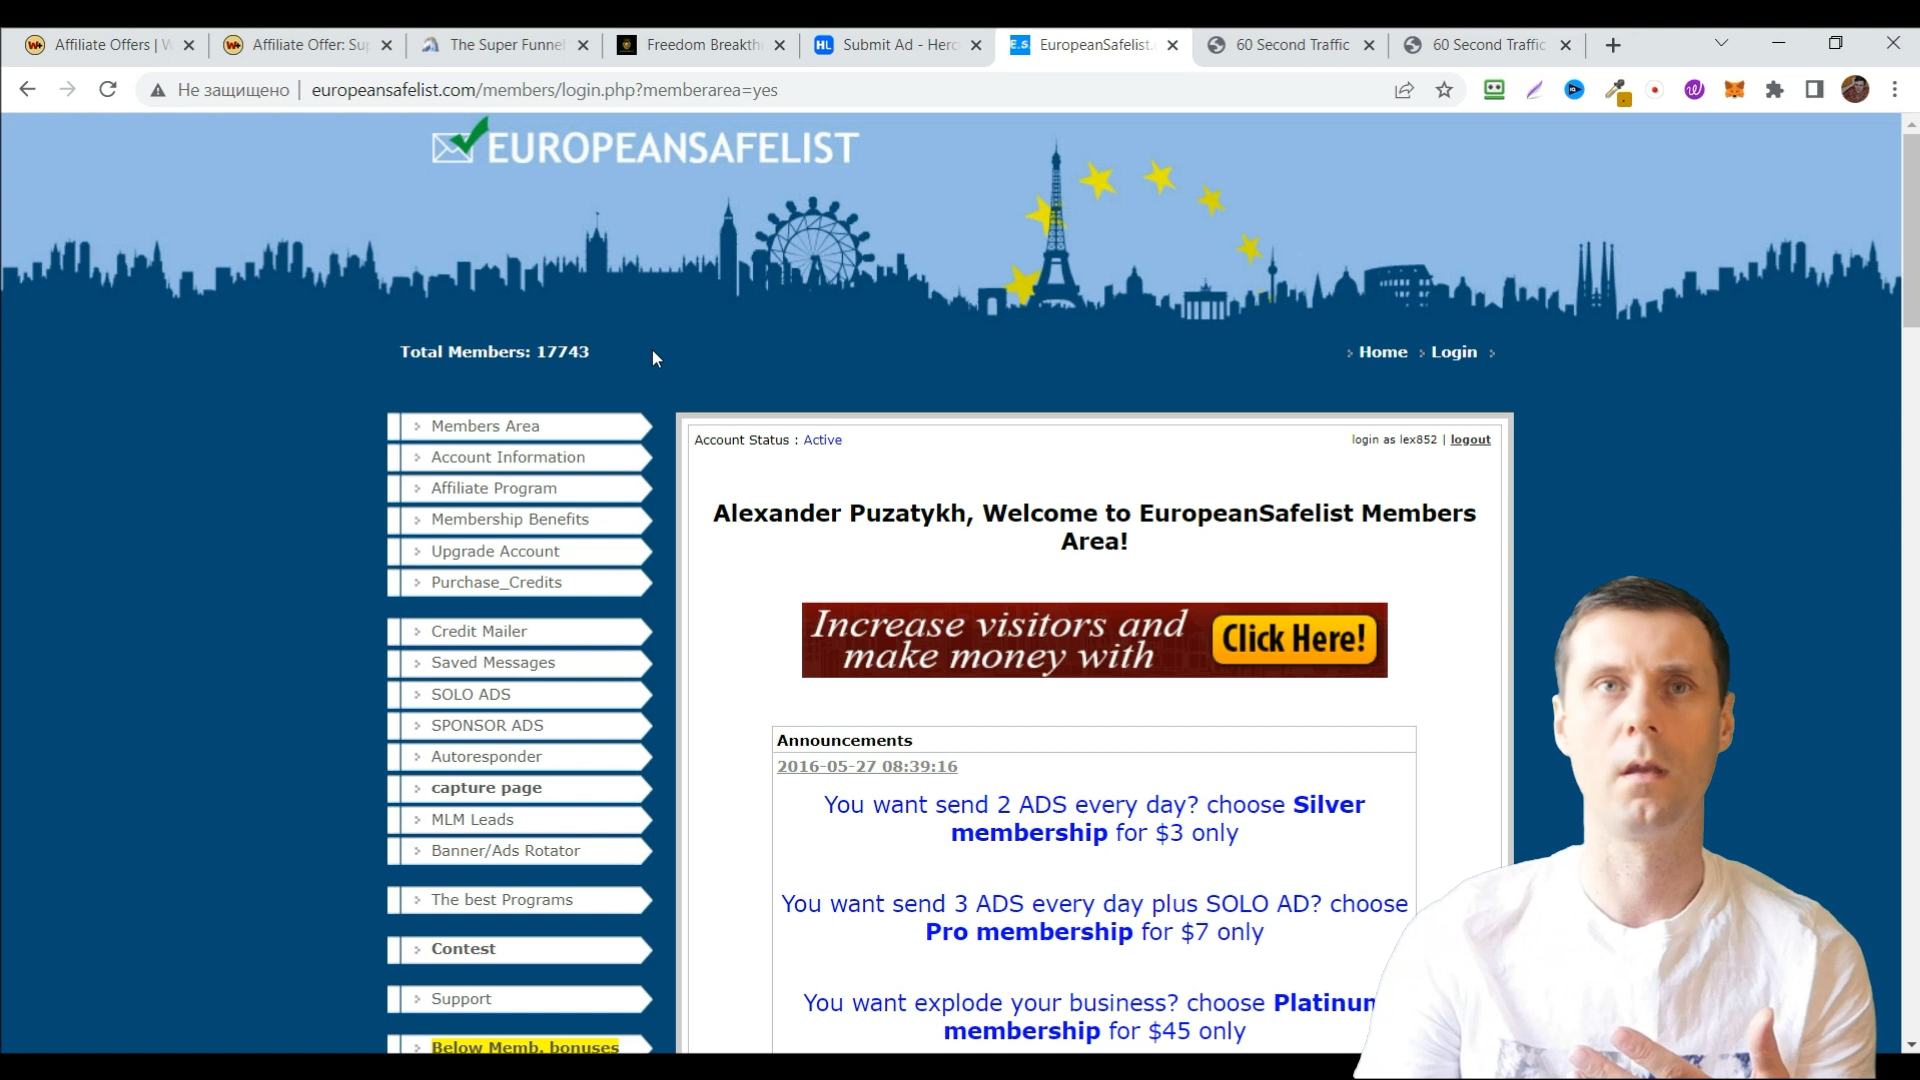 Affiliate Offers | W
Affiliate Offer: Su
The Super Funne
Freedom Breakth
HL
Submit Ad - Herc
E.S.
EuropeanSafelist.
60 Second Traffic
60 Second Traffic
Не защищено
europeansafelist.com/members/login.php?memberarea=yes
EUROPEANSAFELIST
Total Members: 17743
Home
Login
Members Area
Account Information
Affiliate Program
Membership Benefits
Upgrade Account
Purchase_Credits
Credit Mailer
Saved Messages
SOLO ADS
SPONSOR ADS
Autoresponder
capture page
MLM Leads
Banner/Ads Rotator
The best Programs
Contest
Support
Below Memb. bonuses
Account Status : Active
login as lex852 | logout
Alexander Puzatykh, Welcome to EuropeanSafelist Members
Area!
Increase visitors and
make money with
Click Here!
Announcements
2016-05-27 08:39:16
You want send 2 ADS every day? choose Silver
membership for $3 only
You want send 3 ADS every day plus SOLO AD? choose
Pro membership for $7 only
You want explode your business? choose Platinum
membership for $45 only